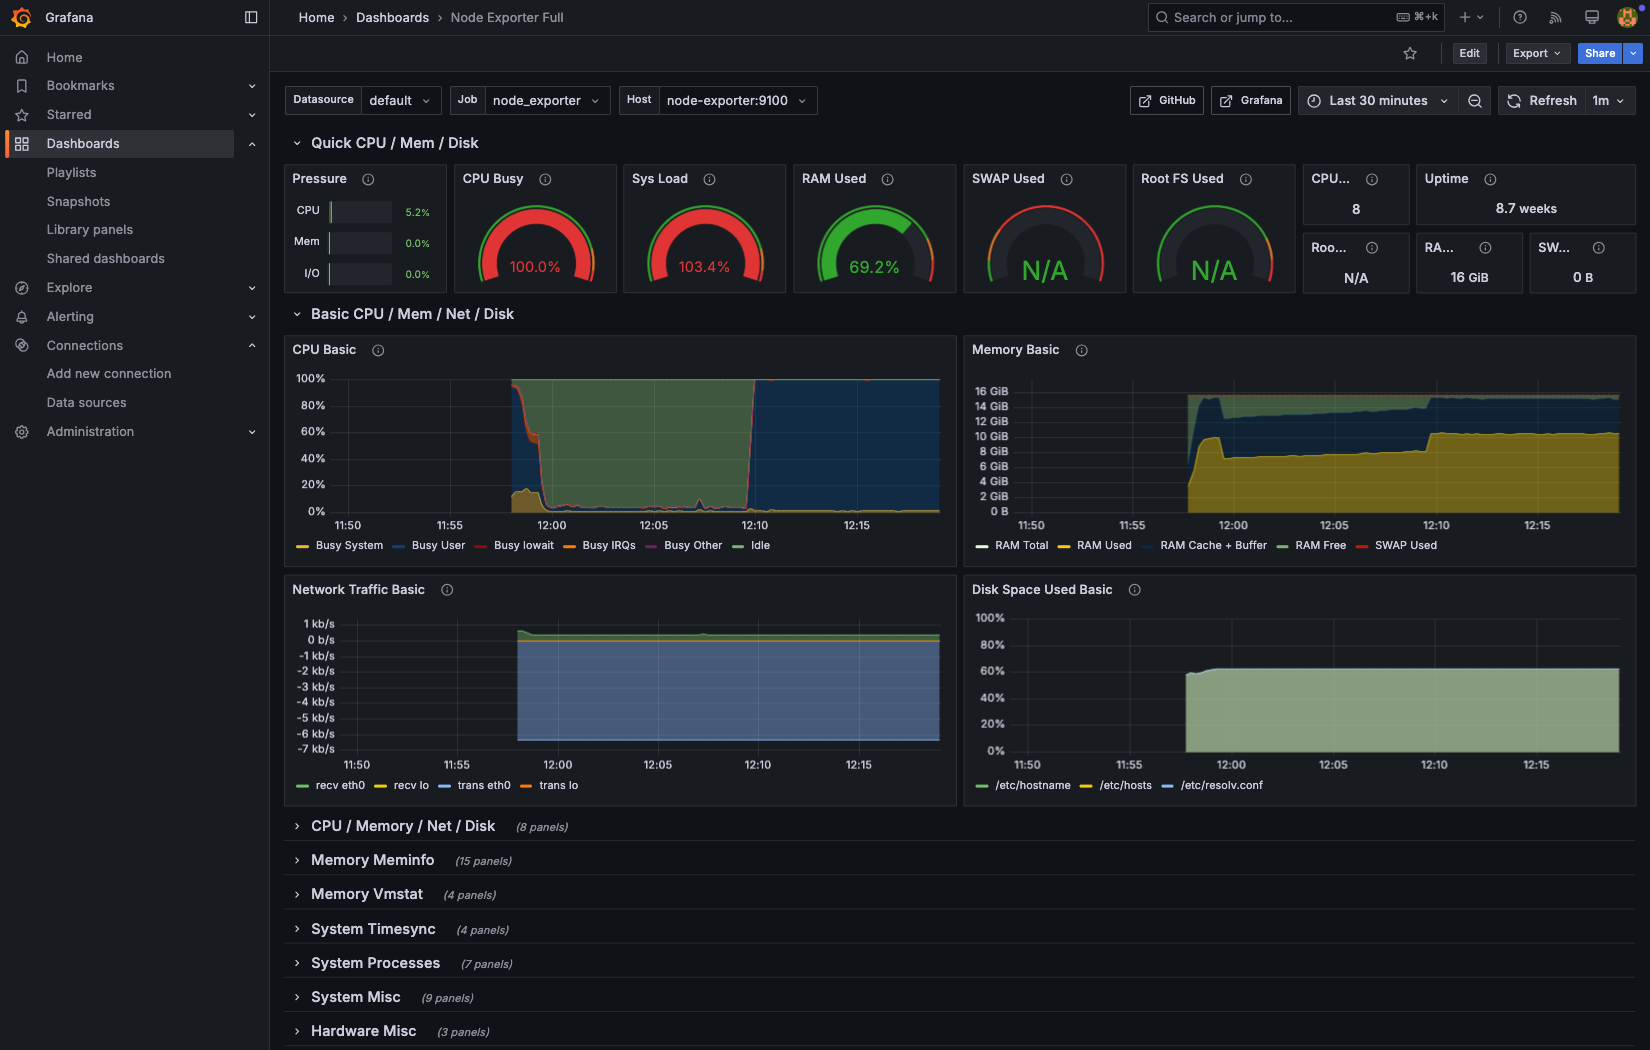 Grafana
Home › Dashboards › Node Exporter Full
Search or jump to...
⌘+k
Home
Bookmarks
Starred
Dashboards
Playlists
Snapshots
Library panels
Shared dashboards
Explore
Alerting
Connections
Add new connection
Data sources
Administration
Edit
Export
Share
Datasource default
Job node_exporter
Host node-exporter:9100
GitHub
Grafana
Last 30 minutes
Refresh
1m
Quick CPU / Mem / Disk
Pressure
CPU 5.2%
Mem 0.0%
I/O 0.0%
CPU Busy
100.0%
Sys Load
103.4%
RAM Used
69.2%
SWAP Used
N/A
Root FS Used
N/A
CPU...
8
Uptime
8.7 weeks
Roo...
N/A
RA...
16 GiB
SW...
0 B
Basic CPU / Mem / Net / Disk
CPU Basic
100%
80%
60%
40%
20%
0%
11:50 11:55 12:00 12:05 12:10 12:15
Busy System Busy User Busy Iowait Busy IRQs Busy Other Idle
Memory Basic
16 GiB
14 GiB
12 GiB
10 GiB
8 GiB
6 GiB
4 GiB
2 GiB
0 B
11:50 11:55 12:00 12:05 12:10 12:15
RAM Total RAM Used RAM Cache + Buffer RAM Free SWAP Used
Network Traffic Basic
1 kb/s
0 b/s
-1 kb/s
-2 kb/s
-3 kb/s
-4 kb/s
-5 kb/s
-6 kb/s
-7 kb/s
11:50 11:55 12:00 12:05 12:10 12:15
recv eth0 recv lo trans eth0 trans lo
Disk Space Used Basic
100%
80%
60%
40%
20%
0%
11:50 11:55 12:00 12:05 12:10 12:15
/etc/hostname /etc/hosts /etc/resolv.conf
CPU / Memory / Net / Disk (8 panels)
Memory Meminfo (15 panels)
Memory Vmstat (4 panels)
System Timesync (4 panels)
System Processes (7 panels)
System Misc (9 panels)
Hardware Misc (3 panels)